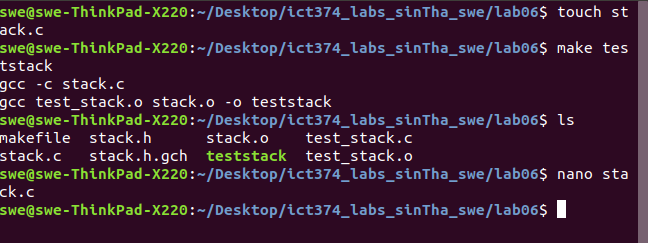 swe@swe-ThinkPad-X220:~/Desktop/ict374_labs_sinTha_swe/lab06$ touch st
ack.c
swe@swe-ThinkPad-X220:~/Desktop/ict374_labs_sinTha_swe/lab06$ make tes
tstack
gcc -c stack.c
gcc test_stack.o stack.o -o teststack
swe@swe-ThinkPad-X220:~/Desktop/ict374_labs_sinTha_swe/lab06$ ls
makefile  stack.h      stack.o    test_stack.c
stack.c   stack.h.gch  teststack  test_stack.o
swe@swe-ThinkPad-X220:~/Desktop/ict374_labs_sinTha_swe/lab06$ nano sta
ck.c
swe@swe-ThinkPad-X220:~/Desktop/ict374_labs_sinTha_swe/lab06$